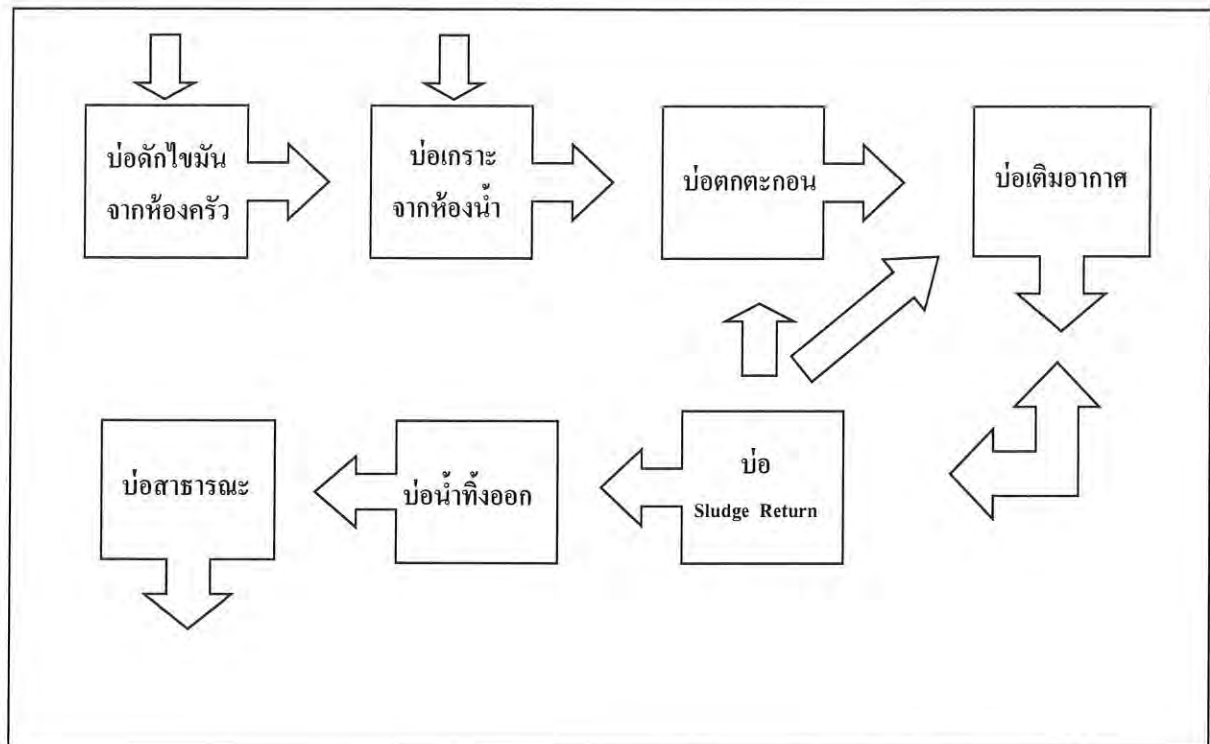 บ่อดักไขมัน
จากห้องครัว
บ่อเกราะ
จากห้องน้ำ
บ่อตกตะกอน
บ่อเติมอากาศ
บ่อสาธารณะ
บ่อน้ำทิ้งออก
บ่อ
Sludge Return